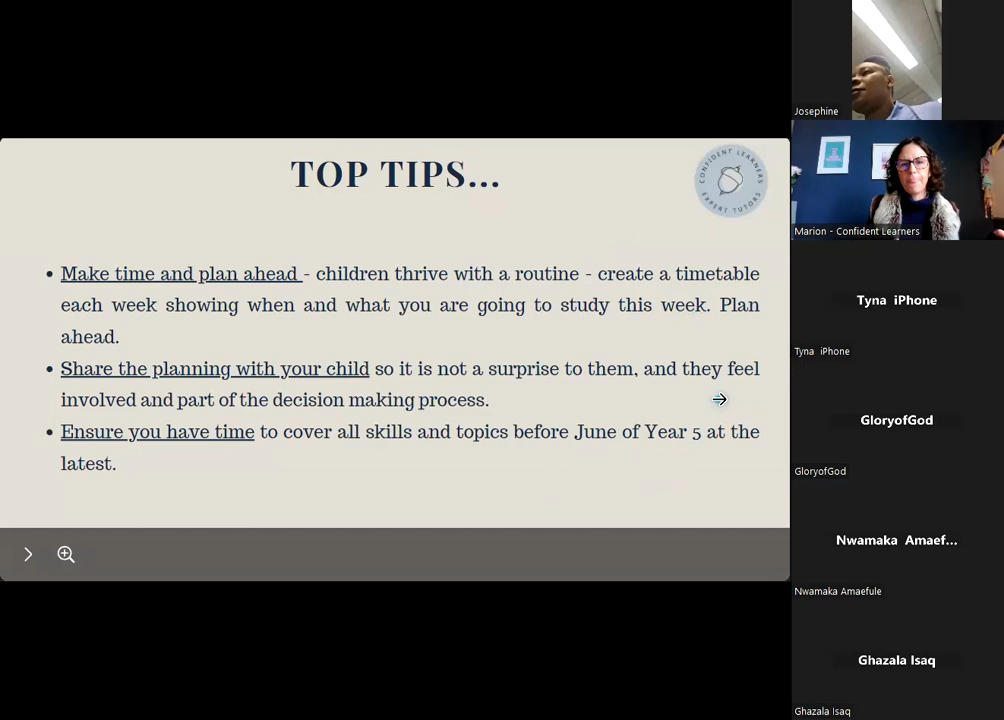 TOP TIPS...
CONFIDENT LEARNERS
EXPERT TUTORS
• Make time and plan ahead - children thrive with a routine - create a timetable
each week showing when and what you are going to study this week. Plan
ahead.
• Share the planning with your child so it is not a surprise to them, and they feel
involved and part of the decision making process.
• Ensure you have time to cover all skills and topics before June of Year 5 at the
latest.
Josephine
Marion - Confident Learners
Tyna iPhone
Tyna iPhone
GloryofGod
GloryofGod
Nwamaka Amaef...
Nwamaka Amaefule
Ghazala Isaq
Ghazala Isaq